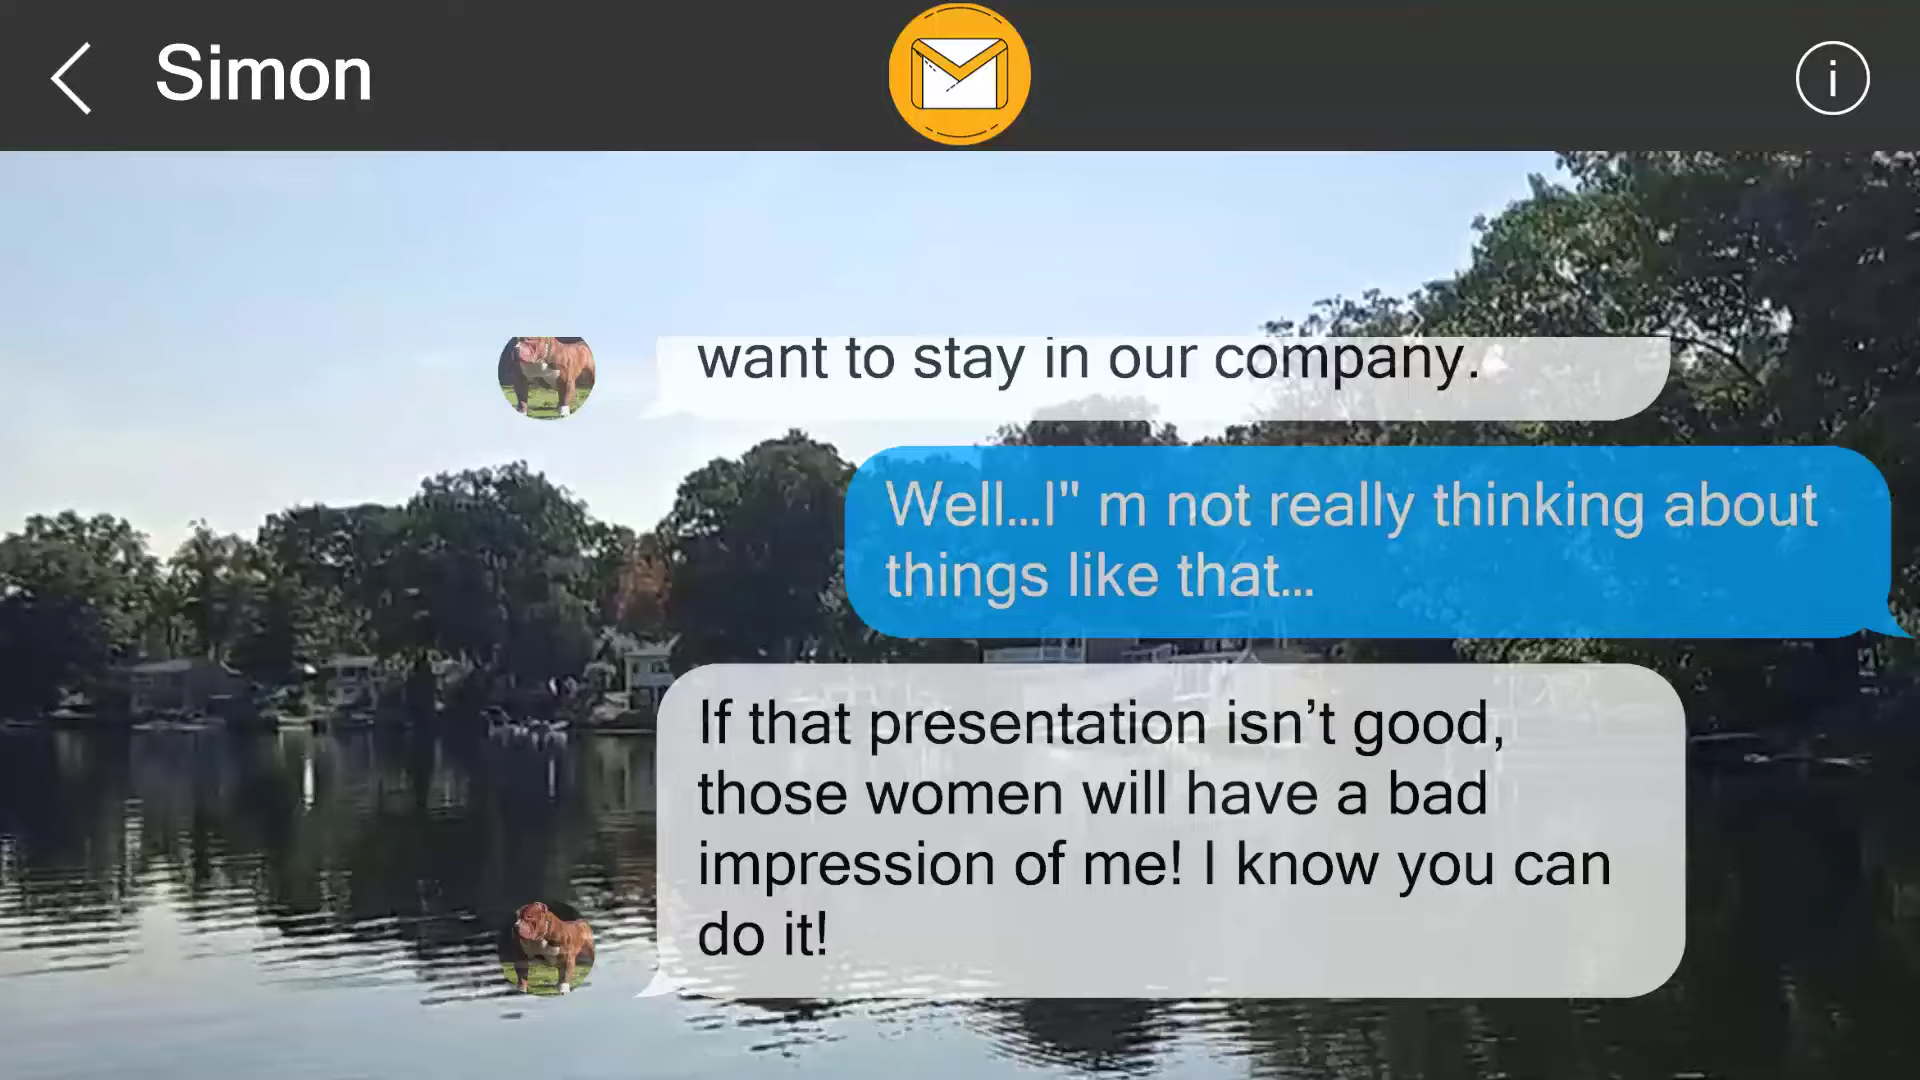 Simon
i
want to stay in our company.
Well...I" m not really thinking about
things like that...
If that presentation isn’t good,
those women will have a bad
impression of me! I know you can
do it!